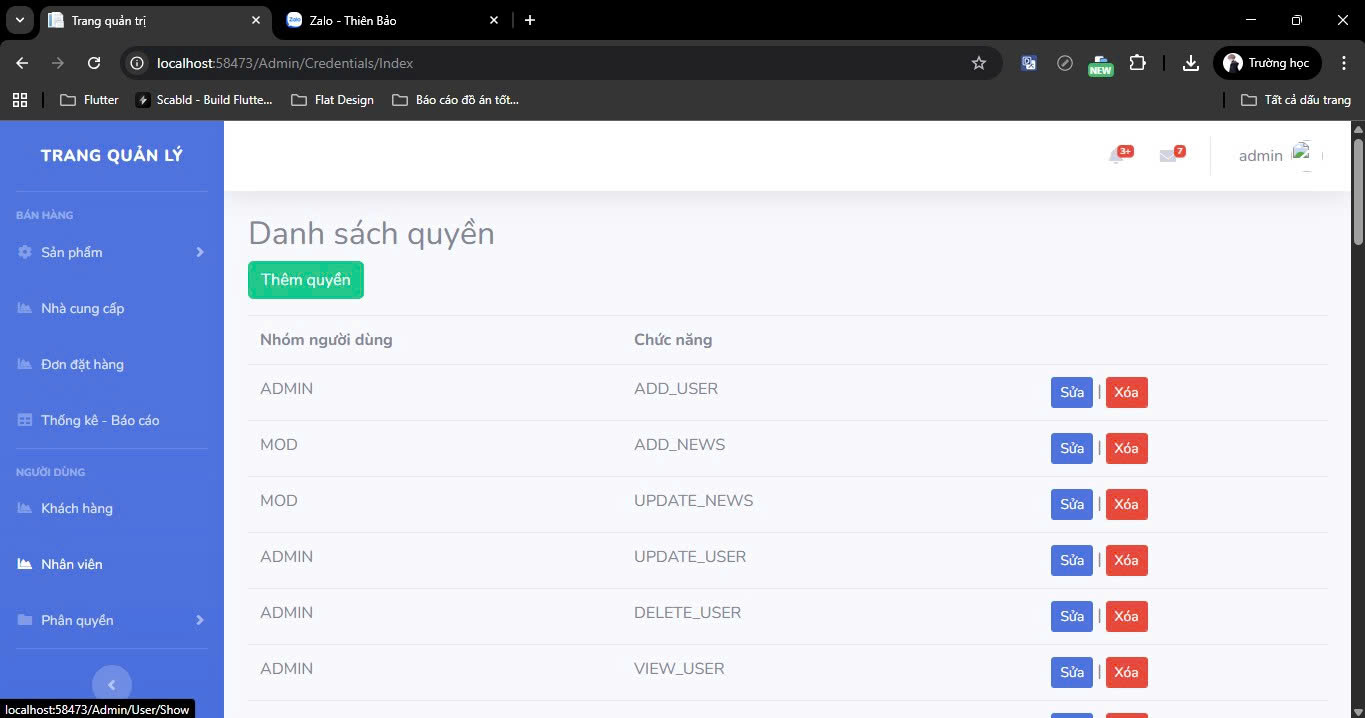 Trang quản trị
Zalo - Thiên Bảo
localhost:58473/Admin/Credentials/Index
NEW
Trường học
Flutter
Scabld - Build Flutte...
Flat Design
Báo cáo đồ án tốt...
Tất cả dấu trang
TRANG QUẢN LÝ
3+
7
admin
BÁN HÀNG
Sản phẩm
Nhà cung cấp
Đơn đặt hàng
Thống kê - Báo cáo
NGƯỜI DÙNG
Khách hàng
Nhân viên
Phân quyền
Danh sách quyền
Thêm quyền
Nhóm người dùng Chức năng
ADMIN ADD_USER Sửa | Xóa
MOD ADD_NEWS Sửa | Xóa
MOD UPDATE_NEWS Sửa | Xóa
ADMIN UPDATE_USER Sửa | Xóa
ADMIN DELETE_USER Sửa | Xóa
ADMIN VIEW_USER Sửa | Xóa
localhost:58473/Admin/User/Show